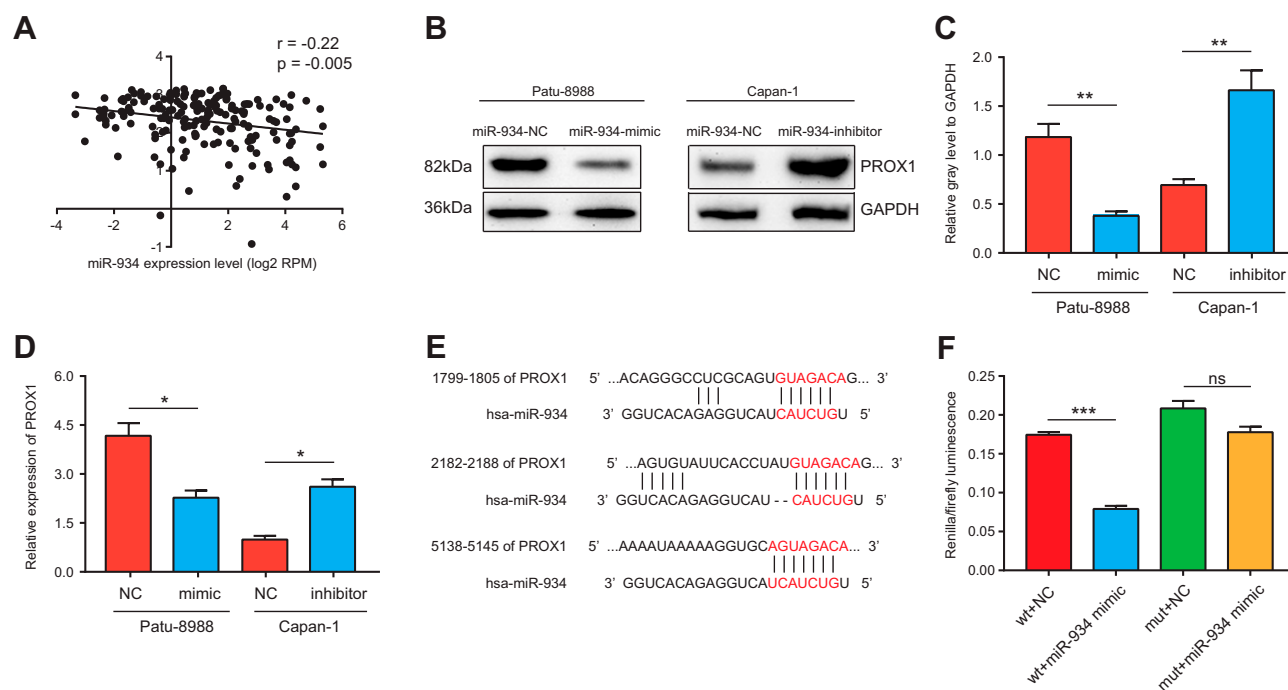 A
r = -0.22
p = -0.005
4
2
1
-4 -2 0 2 4 6
-1
miR-934 expression level (log2 RPM)
B
Patu-8988 Capan-1
miR-934-NC miR-934-mimic miR-934-NC miR-934-inhibitor
82kDa PROX1
36kDa GAPDH
C
Relative gray level to GAPDH
2.0
1.5
1.0
0.5
0.0
** **
NC mimic NC inhibitor
Patu-8988 Capan-1
D
Relative expression of PROX1
6.0
4.5
3.0
1.5
0.0
* *
NC mimic NC inhibitor
Patu-8988 Capan-1
E
1799-1805 of PROX1 5' ...ACAGGGCCUCGCAGUGUAGACAG... 3'
hsa-miR-934 3' GGUCACAGAGGUCAUCAUCUGU 5'
2182-2188 of PROX1 5' ...AGUGUAUUCACCUAUGUAGACAG... 3'
hsa-miR-934 3' GGUCACAGAGGUCAU--CAUCUGU 5'
5138-5145 of PROX1 5' ...AAAAUAAAAAGGUGCAGUAGACA... 3'
hsa-miR-934 3' GGUCACAGAGGUCAUCAUCUGU 5'
F
Renilla/firefly luminescence
0.20
0.15
0.10
0.05
0.00
*** ns
wt+NC
wt+miR-934 mimic
mut+NC
mut+miR-934 mimic